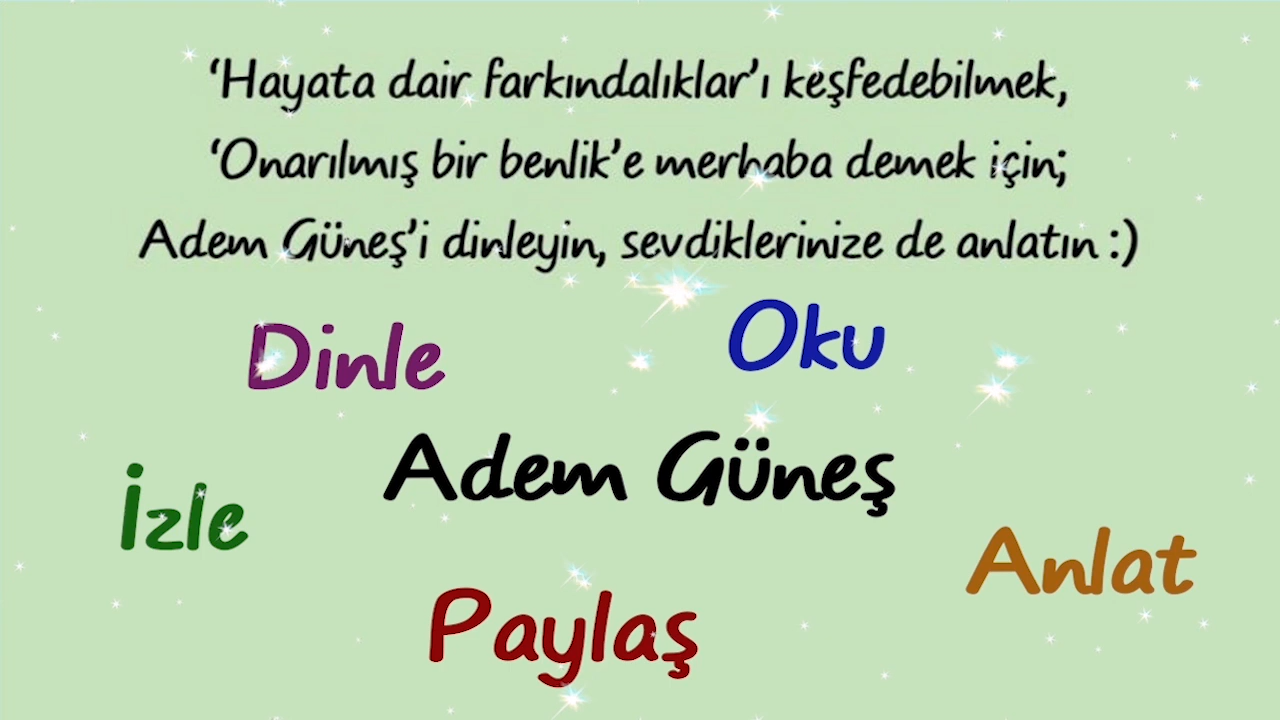 ‘Hayata dair farkındalıklar’ı keşfedebilmek,
‘Onarılmış bir benlik’e merhaba demek için;
Adem Güneş’i dinleyin, sevdiklerinize de anlatın :)
Dinle
Oku
Adem Güneş
İzle
Anlat
Paylaş